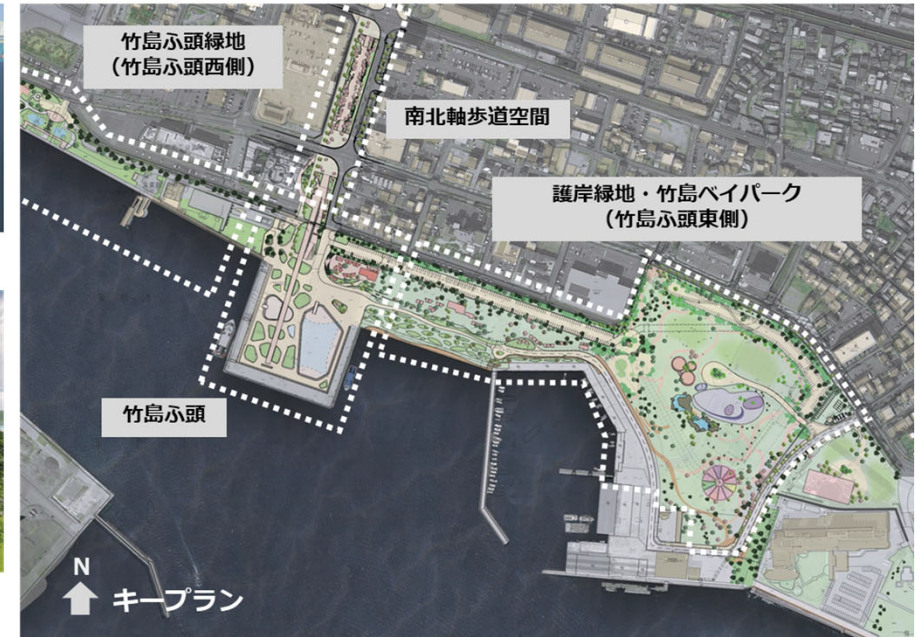 竹島ふ頭緑地
（竹島ふ頭西側）
南北軸歩道空間
護岸緑地・竹島ベイパーク
（竹島ふ頭東側）
竹島ふ頭
N
キープラン